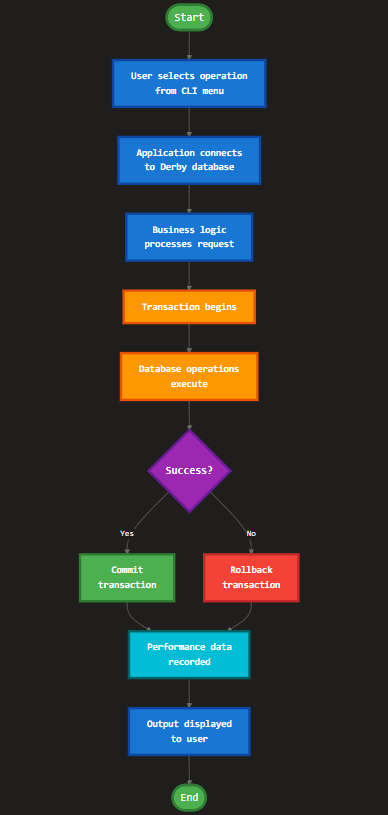 Start
User selects operation
from CLI menu
Application connects
to Derby database
Business logic
processes request
Transaction begins
Database operations
execute
Success?
Yes
No
Commit
transaction
Rollback
transaction
Performance data
recorded
Output displayed
to user
End